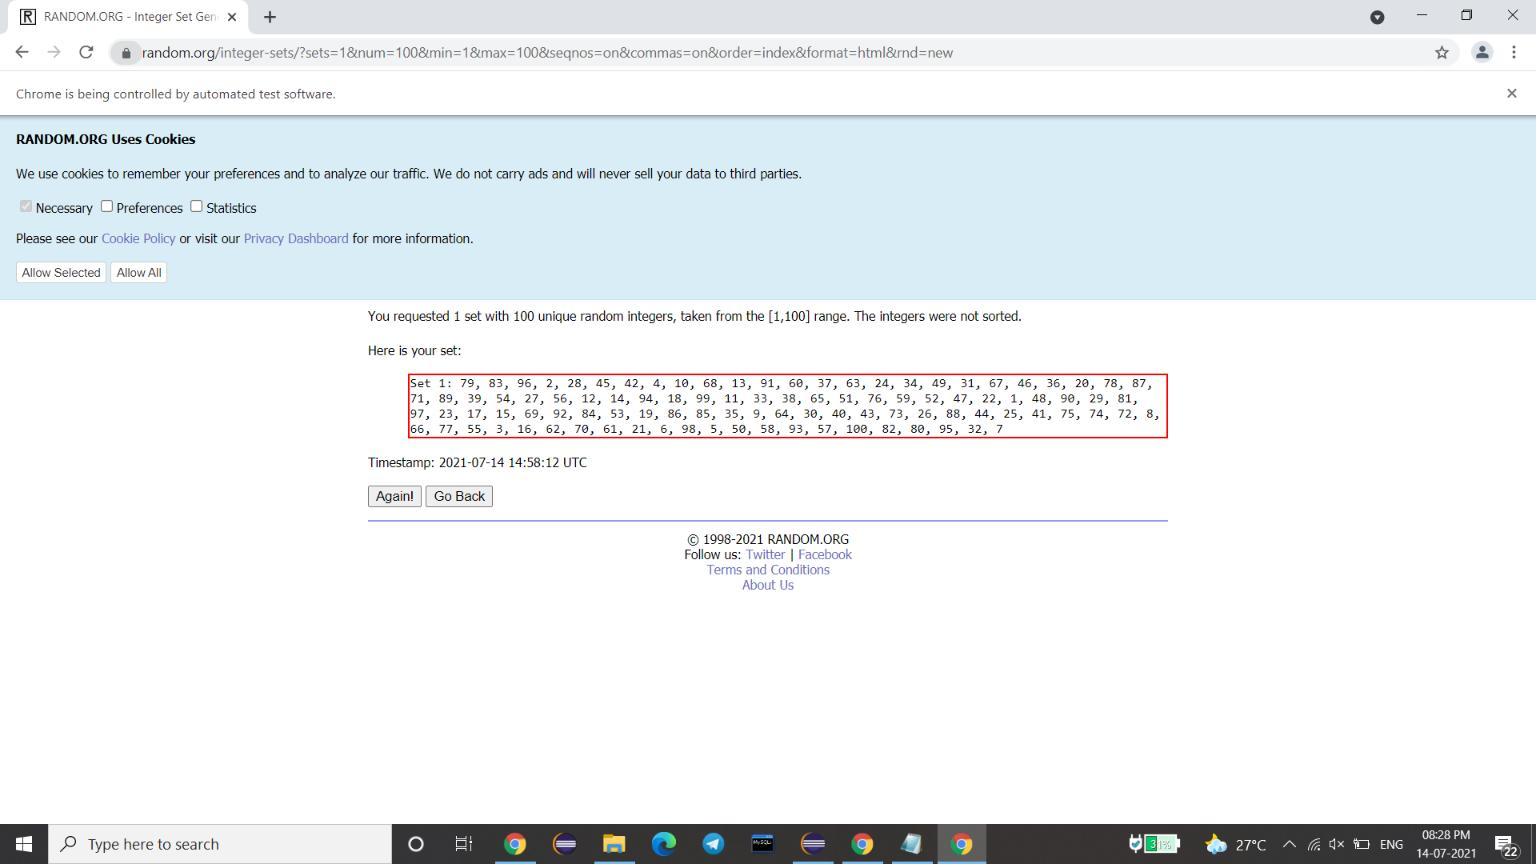 RANDOM.ORG - Integer Set Gen
random.org/integer-sets/?sets=1&num=100&min=1&max=100&seqnos=on&commas=on&order=index&format=html&rnd=new
Chrome is being controlled by automated test software.
RANDOM.ORG Uses Cookies
We use cookies to remember your preferences and to analyze our traffic. We do not carry ads and will never sell your data to third parties.
Necessary Preferences Statistics
Please see our Cookie Policy or visit our Privacy Dashboard for more information.
Allow Selected Allow All
You requested 1 set with 100 unique random integers, taken from the [1,100] range. The integers were not sorted.
Here is your set:
Set 1: 79, 83, 96, 2, 28, 45, 42, 4, 10, 68, 13, 91, 60, 37, 63, 24, 34, 49, 31, 67, 46, 36, 20, 78, 87,
71, 89, 39, 54, 27, 56, 12, 14, 94, 18, 99, 11, 33, 38, 65, 51, 76, 59, 52, 47, 22, 1, 48, 90, 29, 81,
97, 23, 17, 15, 69, 92, 84, 53, 19, 86, 85, 35, 9, 64, 30, 40, 43, 73, 26, 88, 44, 25, 41, 75, 74, 72, 8,
66, 77, 55, 3, 16, 62, 70, 61, 21, 6, 98, 5, 50, 58, 93, 57, 100, 82, 80, 95, 32, 7
Timestamp: 2021-07-14 14:58:12 UTC
Again! Go Back
© 1998-2021 RANDOM.ORG
Follow us: Twitter | Facebook
Terms and Conditions
About Us
Type here to search
MySQL
31%
27°C
ENG
08:28 PM
14-07-2021
22